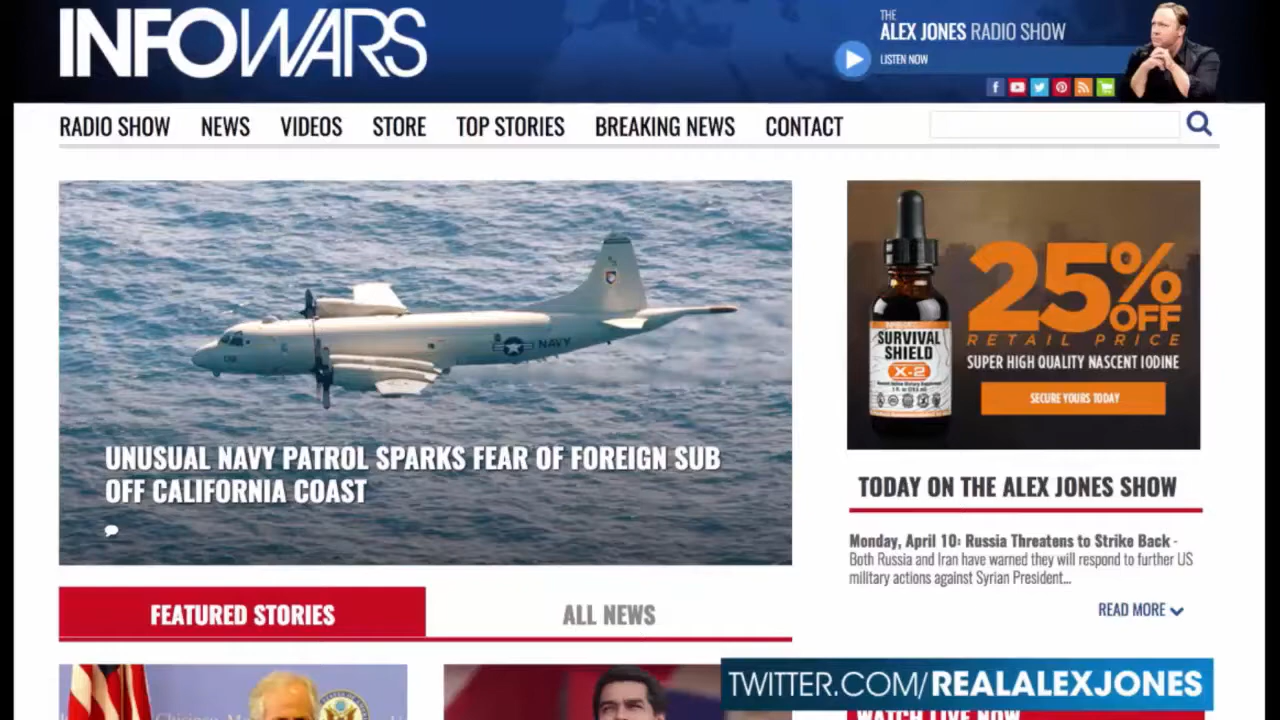 INFOWARS
THE
ALEX JONES RADIO SHOW
LISTEN NOW
RADIO SHOW NEWS VIDEOS STORE TOP STORIES BREAKING NEWS CONTACT
NAVY
UNUSUAL NAVY PATROL SPARKS FEAR OF FOREIGN SUB
OFF CALIFORNIA COAST
25%
OFF
RETAIL PRICE
SUPER HIGH QUALITY NASCENT IODINE
SECURE YOURS TODAY
SURVIVAL
SHIELD
X-2
TODAY ON THE ALEX JONES SHOW
Monday, April 10: Russia Threatens to Strike Back -
Both Russia and Iran have warned they will respond to further US
military actions against Syrian President...
READ MORE
FEATURED STORIES ALL NEWS
TWITTER.COM/REALALEXJONES
WATCH LIVE NOW